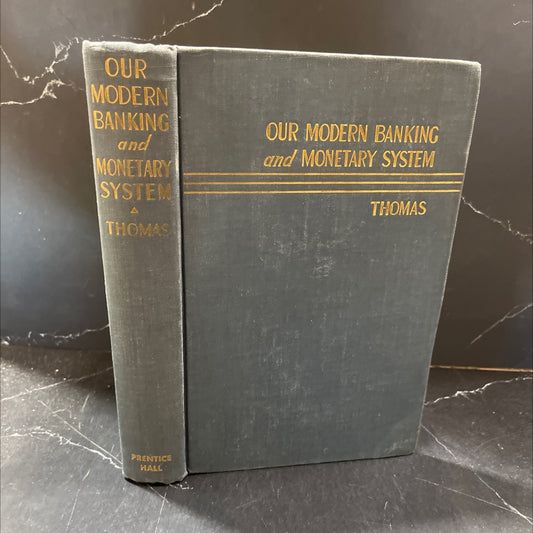 OUR
MODERN
BANKING
and
MONETARY
SYSTEM
THOMAS
PRENTICE
HALL
OUR MODERN BANKING
and MONETARY SYSTEM
THOMAS